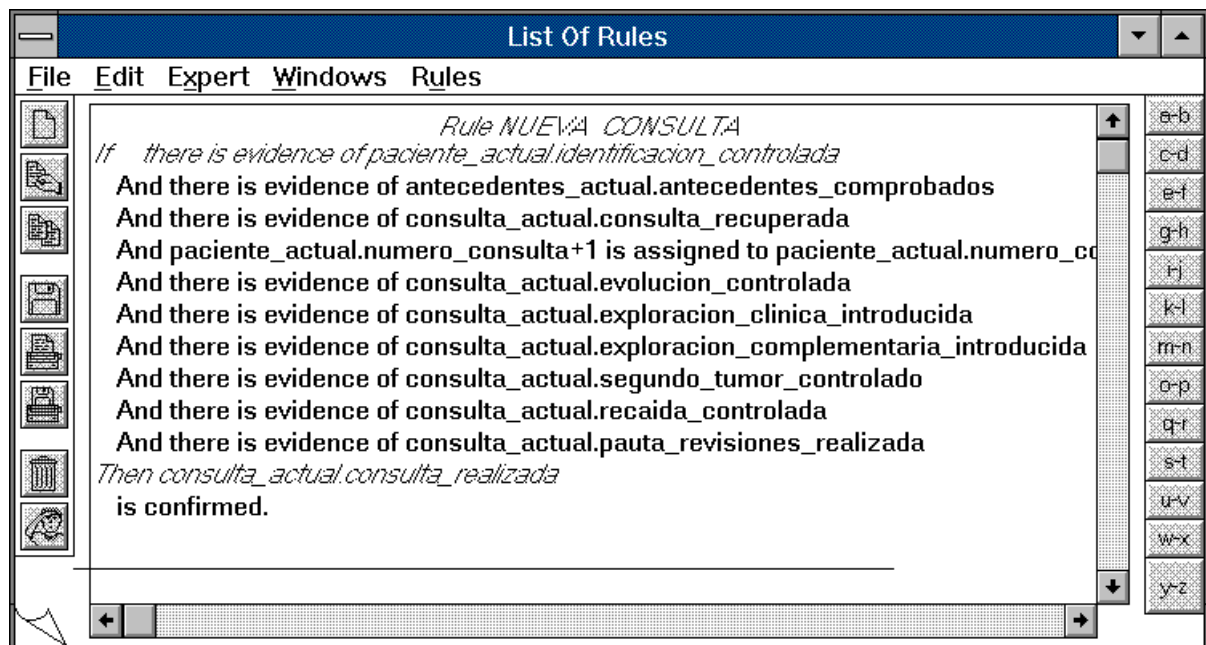 List Of Rules
File Edit Expert Windows Rules
Rule NUEVA CONSULTA
If there is evidence of paciente_actual.identificacion_controlada
And there is evidence of antecedentes_actual.antecedentes_comprobados
And there is evidence of consulta_actual.consulta_recuperada
And paciente_actual.numero_consulta+1 is assigned to paciente_actual.numero_co
And there is evidence of consulta_actual.evolucion_controlada
And there is evidence of consulta_actual.exploracion_clinica_introducida
And there is evidence of consulta_actual.exploracion_complementaria_introducida
And there is evidence of consulta_actual.segundo_tumor_controlado
And there is evidence of consulta_actual.recaida_controlada
And there is evidence of consulta_actual.pauta_revisiones_realizada
Then consulta_actual.consulta_realizada
is confirmed.
a-b
c-d
e-f
g-h
i-j
k-l
m-n
o-p
q-r
s-t
u-v
w-x
y-z